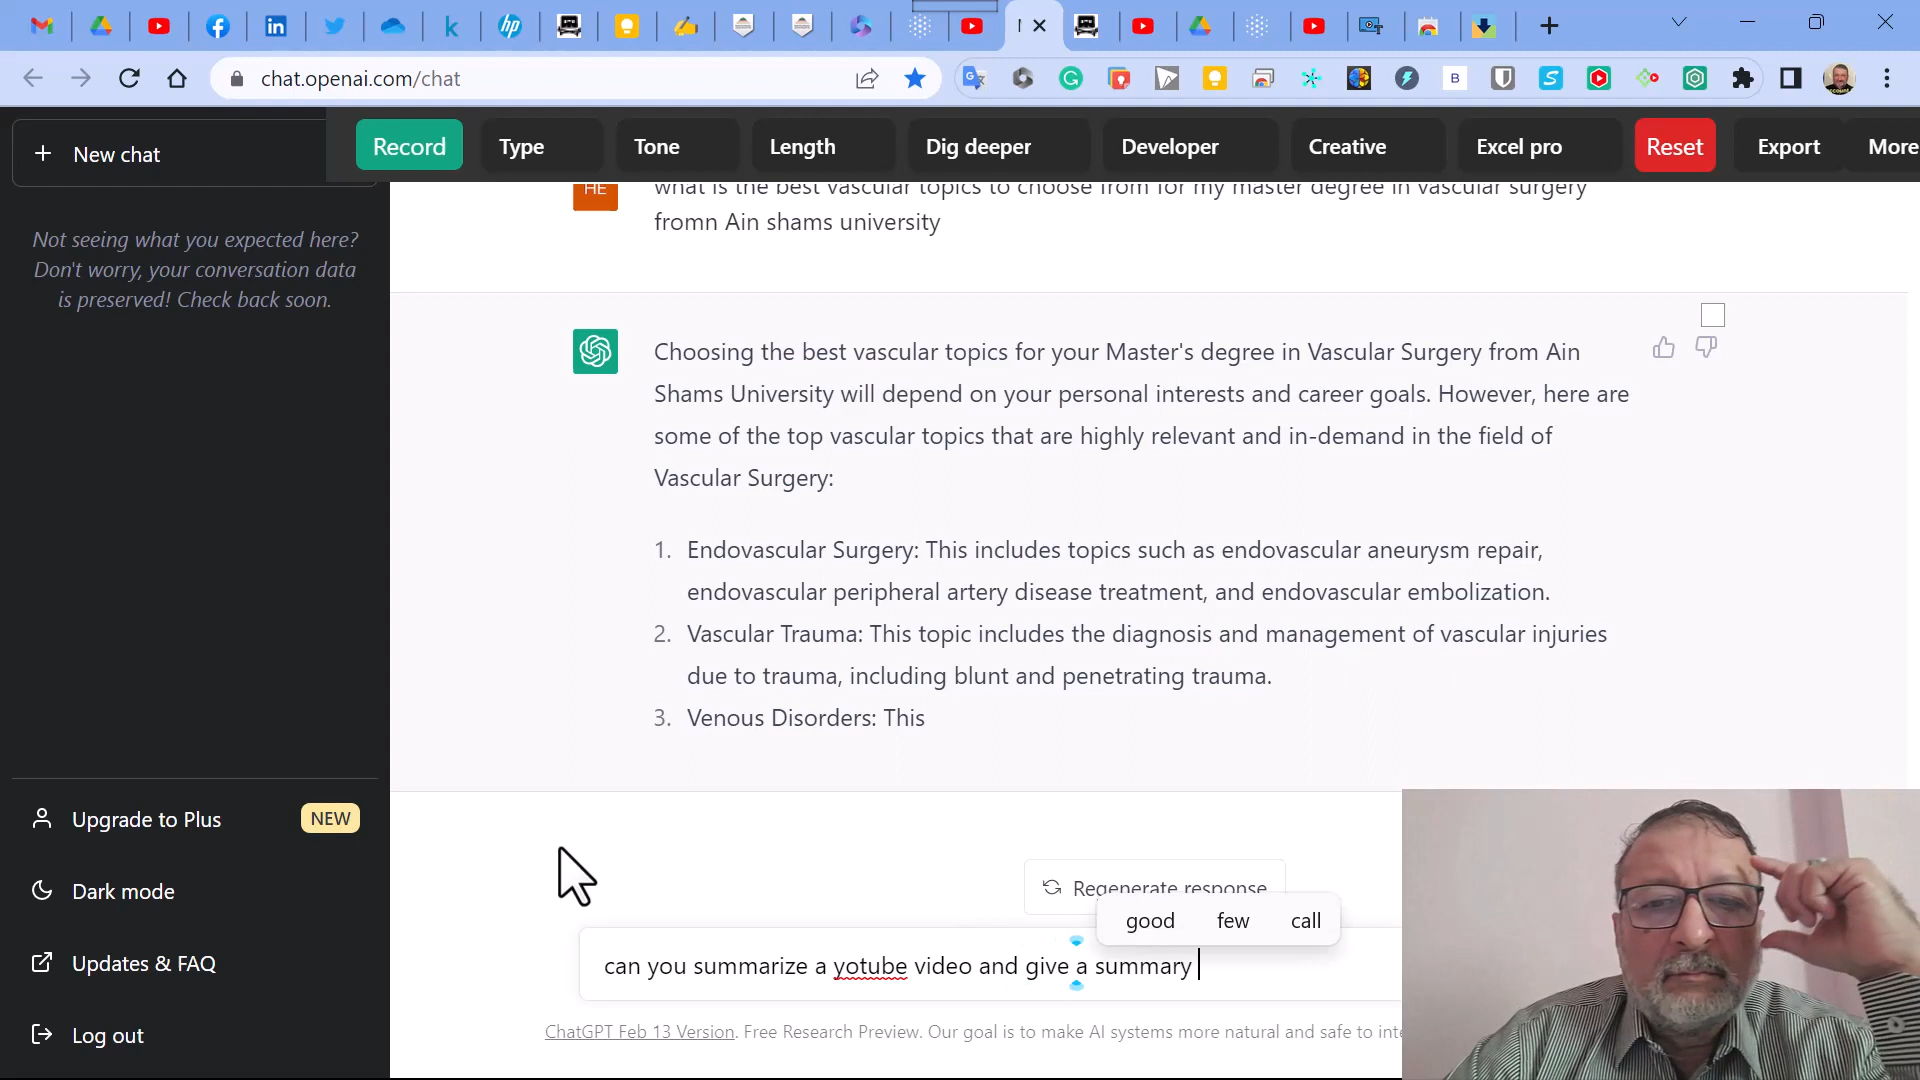 chat.openai.com/chat
New chat
Record
Type
Tone
Length
Dig deeper
Developer
Creative
Excel pro
Reset
Export
More
Not seeing what you expected here?
Don't worry, your conversation data
is preserved! Check back soon.
HE
what is the best vascular topics to choose from for my master degree in vascular surgery
fromn Ain shams university
Choosing the best vascular topics for your Master's degree in Vascular Surgery from Ain
Shams University will depend on your personal interests and career goals. However, here are
some of the top vascular topics that are highly relevant and in-demand in the field of
Vascular Surgery:
1. Endovascular Surgery: This includes topics such as endovascular aneurysm repair,
endovascular peripheral artery disease treatment, and endovascular embolization.
2. Vascular Trauma: This topic includes the diagnosis and management of vascular injuries
due to trauma, including blunt and penetrating trauma.
3. Venous Disorders: This
Upgrade to Plus
NEW
Dark mode
Updates & FAQ
Log out
Regenerate response
good few call
can you summarize a yotube video and give a summary
ChatGPT Feb 13 Version. Free Research Preview. Our goal is to make AI systems more natural and safe to inte